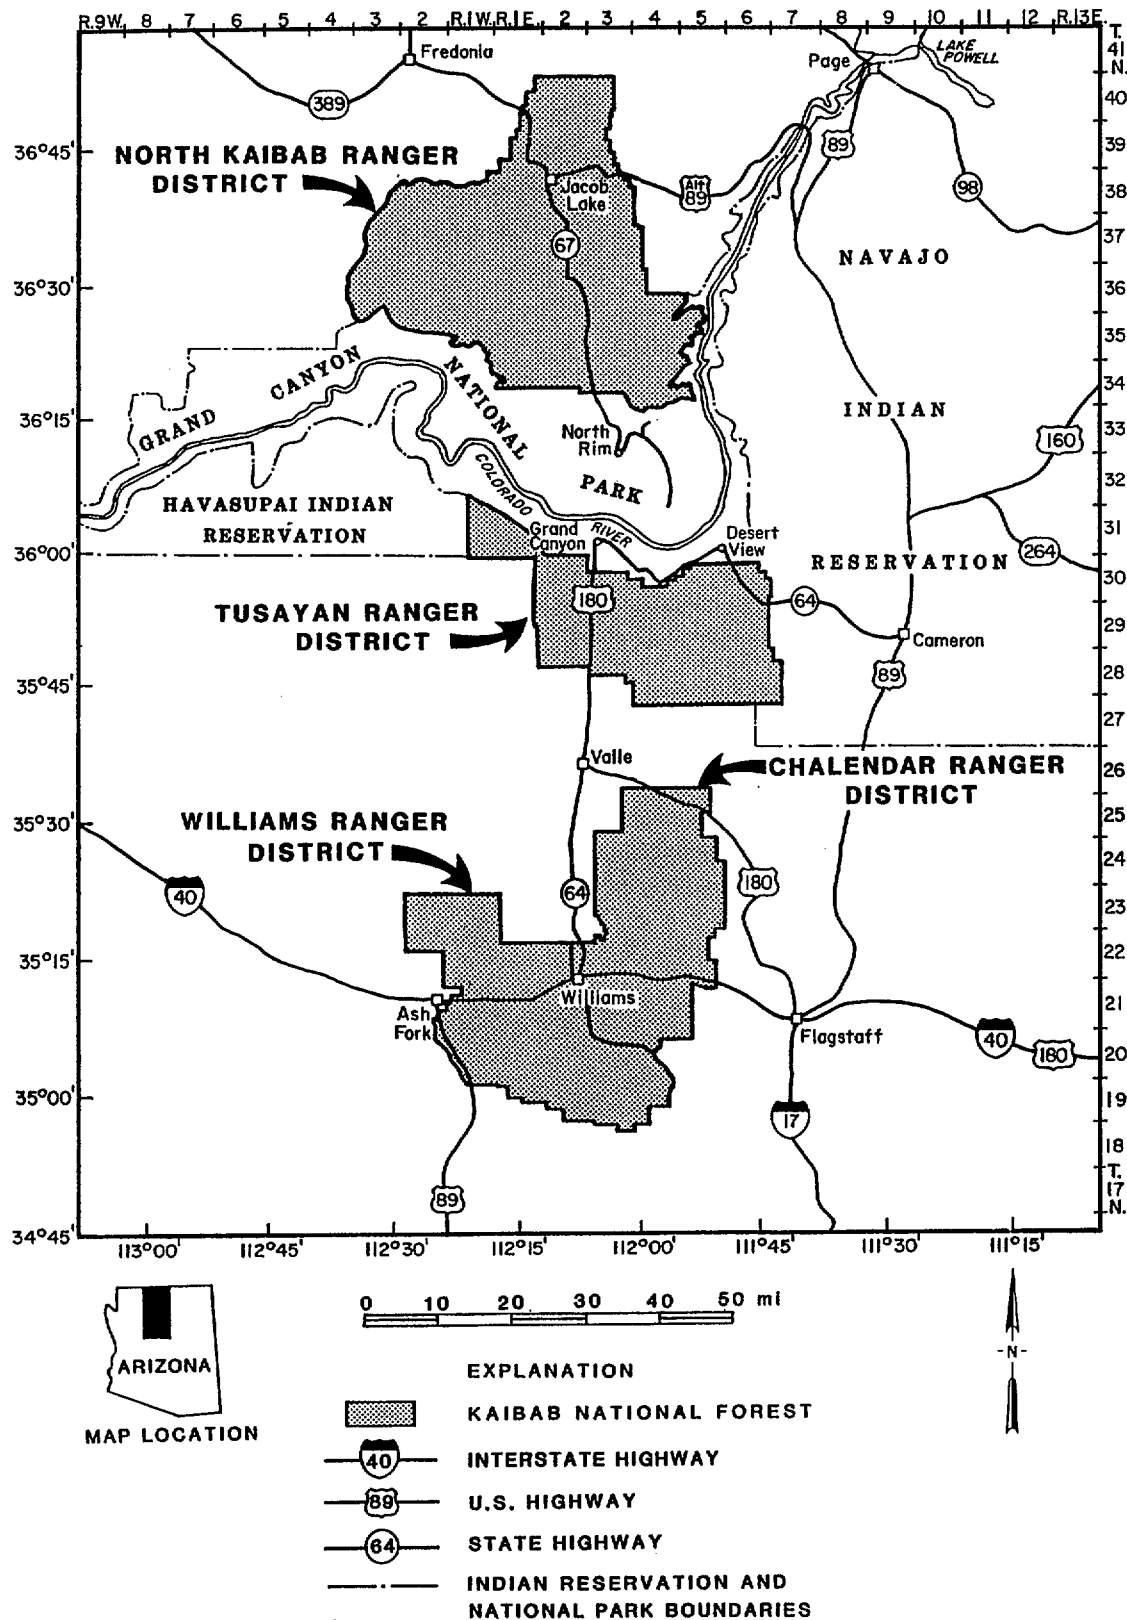 R.9W. 8 7 6 5 4 3 2 R.1W. R.1E. 2 3 4 5 6 7 8 9 10 11 12 R.13E.
T.
41
N.
40
39
38
37
36
35
34
33
32
31
30
29
28
27
26
25
24
23
22
21
20
19
18
T.
17
N.
36°45'
36°30'
36°15'
36°00'
35°45'
35°30'
35°15'
35°00'
34°45'
113°00' 112°45' 112°30' 112°15' 112°00' 111°45' 111°30' 111°15'
Fredonia
389
Page
LAKE
POWELL
89
98
NORTH KAIBAB RANGER
DISTRICT
Jacob
Lake
Alt
89
67
NAVAJO
INDIAN
RESERVATION
GRAND CANYON NATIONAL PARK
North
Rim
160
COLORADO RIVER
HAVASUPAI INDIAN
RESERVATION
Grand
Canyon
Desert
View
264
TUSAYAN RANGER
DISTRICT
180
64
Cameron
89
Valle
CHALENDAR RANGER
DISTRICT
WILLIAMS RANGER
DISTRICT
40
64
180
Williams
Ash
Fork
Flagstaff
40
180
17
89
0 10 20 30 40 50 mi
ARIZONA
MAP LOCATION
-N-
EXPLANATION
KAIBAB NATIONAL FOREST
40 INTERSTATE HIGHWAY
89 U.S. HIGHWAY
64 STATE HIGHWAY
INDIAN RESERVATION AND
NATIONAL PARK BOUNDARIES